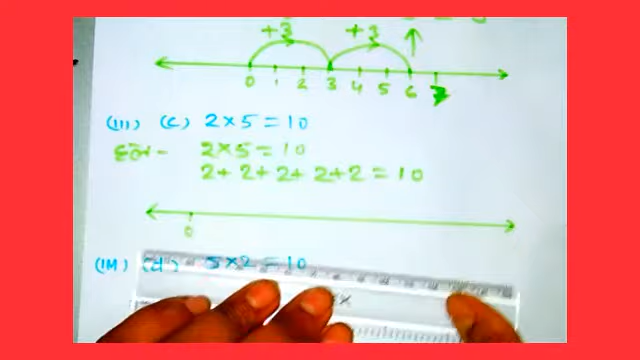 +3 +3
0 1 2 3 4 5 6 7
(III) (C) 2×5=10
हल- 2×5=10
2+2+2+2+2=10
0
(IV) (d) 5×2=10